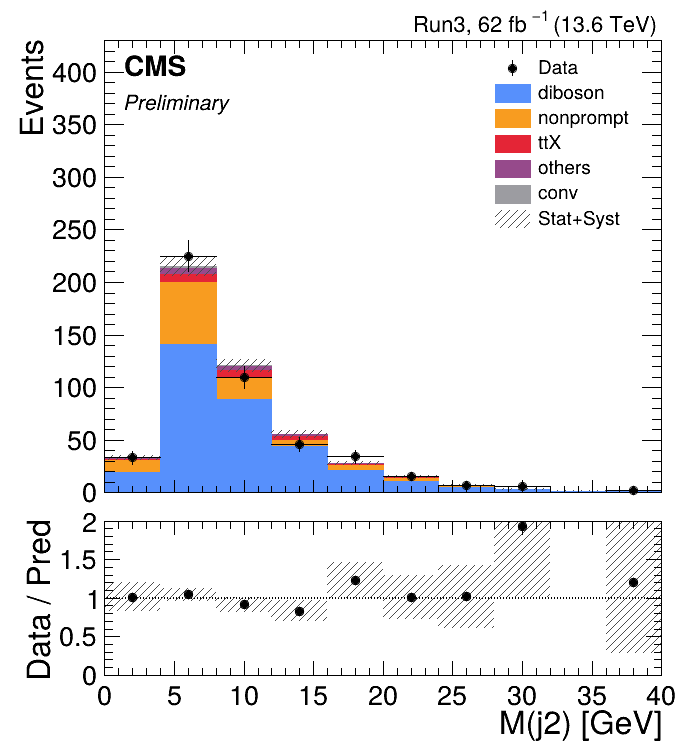 Run3, 62 fb⁻¹ (13.6 TeV)
CMS
Preliminary
Events
400
350
300
250
200
150
100
50
0
Data
diboson
nonprompt
ttX
others
conv
Stat+Syst
Data / Pred
2
1.5
1
0.5
0
0 5 10 15 20 25 30 35 40
M(j2) [GeV]